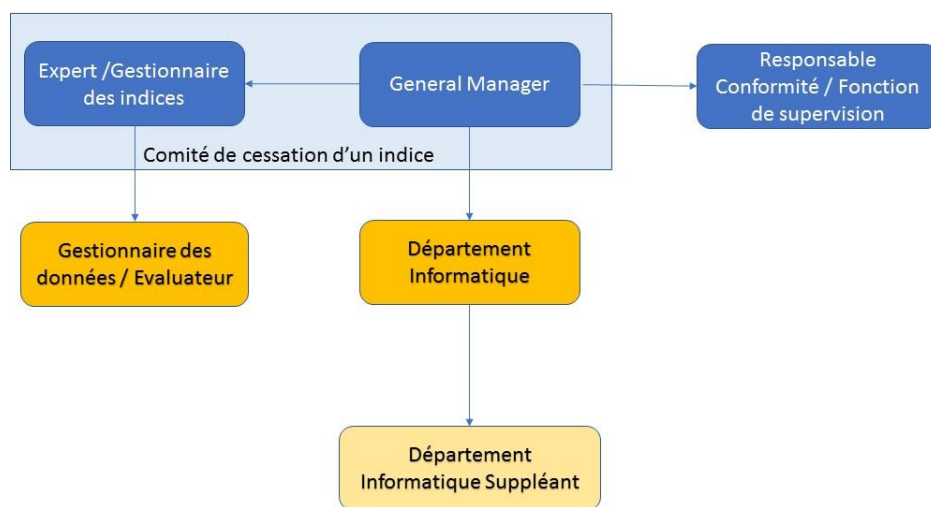 Expert /Gestionnaire
des indices
General Manager
Responsable
Conformité / Fonction
de supervision
Comité de cessation d'un indice
Gestionnaire des
données / Evaluateur
Département
Informatique
Département
Informatique Suppléant